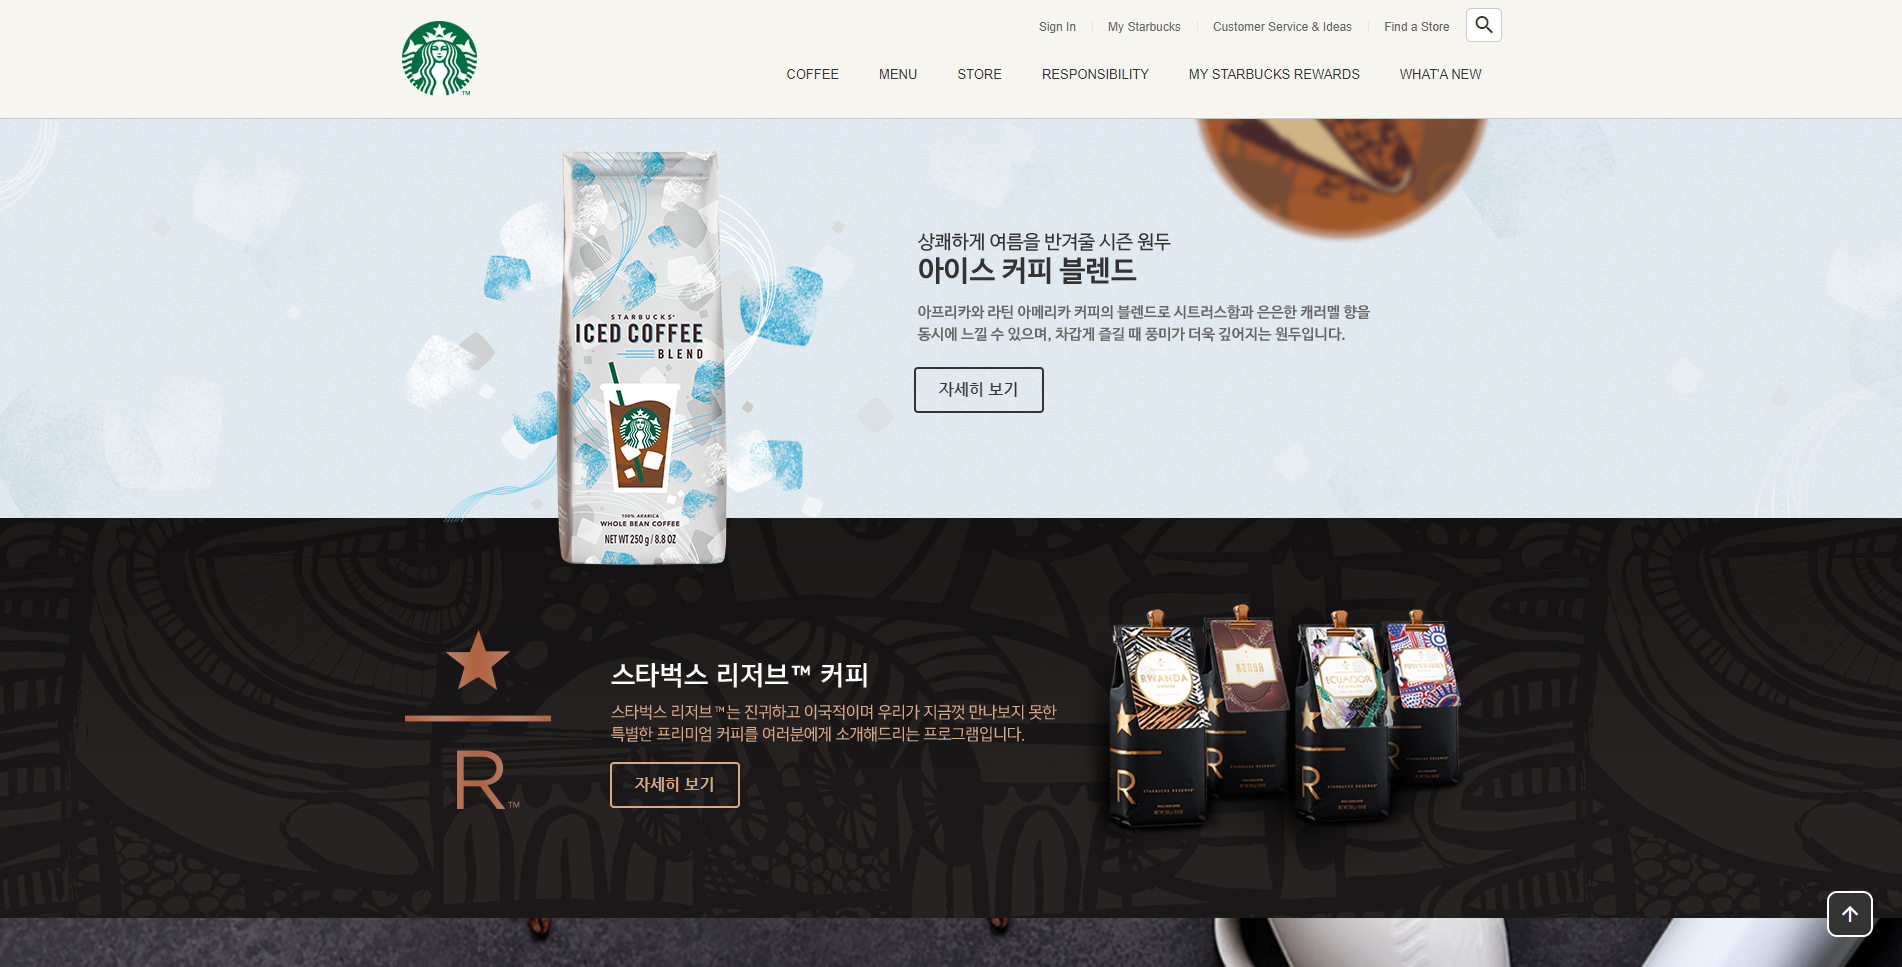 Sign In
My Starbucks
Customer Service & Ideas
Find a Store
COFFEE
MENU
STORE
RESPONSIBILITY
MY STARBUCKS REWARDS
WHAT'A NEW
TM
상쾌하게 여름을 반겨줄 시즌 원두
아이스 커피 블렌드
아프리카와 라틴 아메리카 커피의 블렌드로 시트러스함과 은은한 캐러멜 향을
동시에 느낄 수 있으며, 차갑게 즐길 때 풍미가 더욱 깊어지는 원두입니다.
자세히 보기
STARBUCKS®
ICED COFFEE
BLEND
100% ARABICA
WHOLE BEAN COFFEE
NET WT 250 g / 8.8 OZ
R™
스타벅스 리저브™ 커피
스타벅스 리저브™는 진귀하고 이국적이며 우리가 지금껏 만나보지 못한
특별한 프리미엄 커피를 여러분에게 소개해드리는 프로그램입니다.
자세히 보기
RWANDA
ECUADOR
PAPUA NEW GUINEA
R
STARBUCKS RESERVE
R
STARBUCKS RESERVE